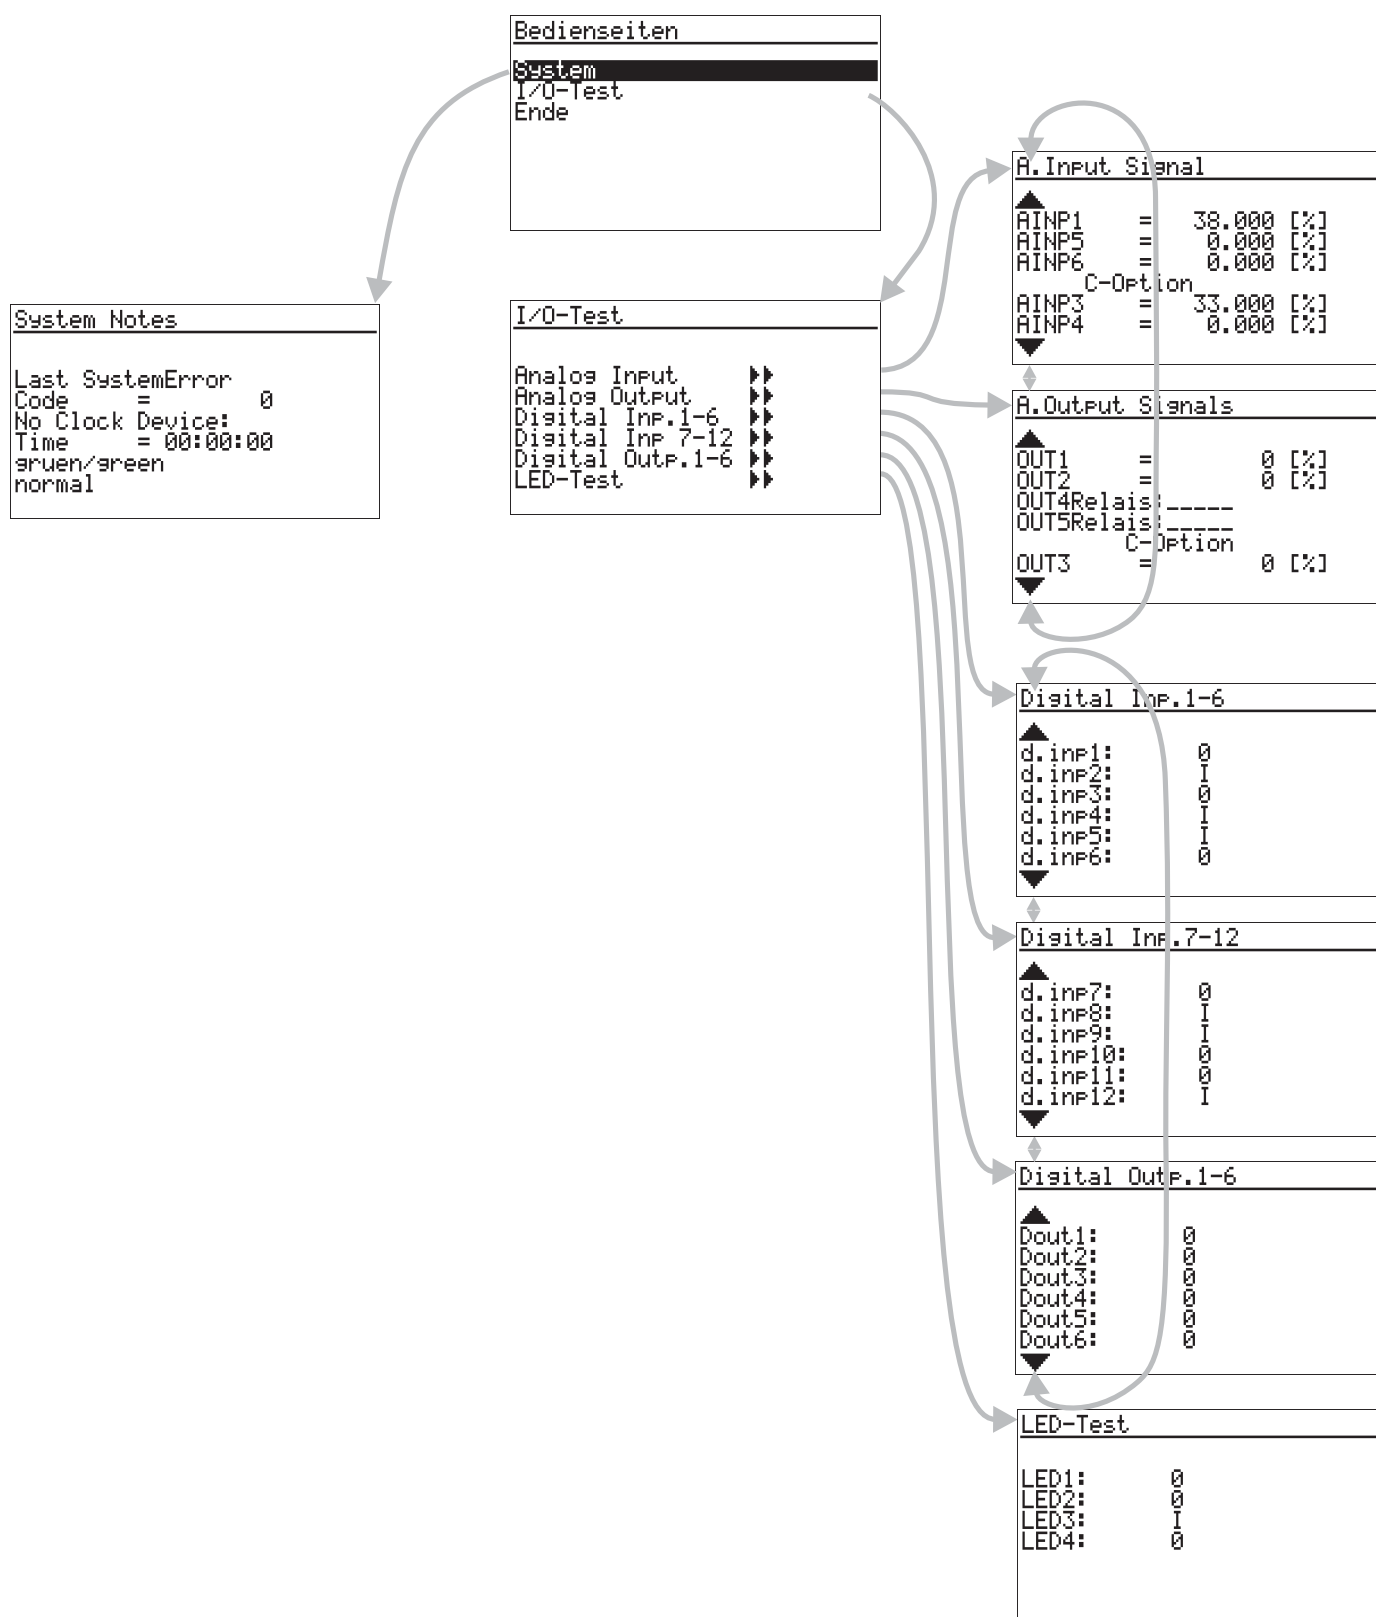 Bedienseiten
System
I/O-Test
Ende
System Notes
Last SystemError
Code = 0
No Clock Device:
Time = 00:00:00
gruen/green
normal
I/O-Test
Analog Input
Analog Output
Digital Inp.1-6
Digital Inp 7-12
Digital Outp.1-6
LED-Test
A.Input Signal
AINP1 = 38.000 [%]
AINP5 = 0.000 [%]
AINP6 = 0.000 [%]
C-Option
AINP3 = 33.000 [%]
AINP4 = 0.000 [%]
A.Output Signals
OUT1 = 0 [%]
OUT2 = 0 [%]
OUT4Relais:_____
OUT5Relais:_____
C-Option
OUT3 = 0 [%]
Digital Inp.1-6
d.inp1: 0
d.inp2: I
d.inp3: 0
d.inp4: I
d.inp5: I
d.inp6: 0
Digital Inp.7-12
d.inp7: 0
d.inp8: I
d.inp9: I
d.inp10: 0
d.inp11: 0
d.inp12: I
Digital Outp.1-6
Dout1: 0
Dout2: 0
Dout3: 0
Dout4: 0
Dout5: 0
Dout6: 0
LED-Test
LED1: 0
LED2: 0
LED3: I
LED4: 0